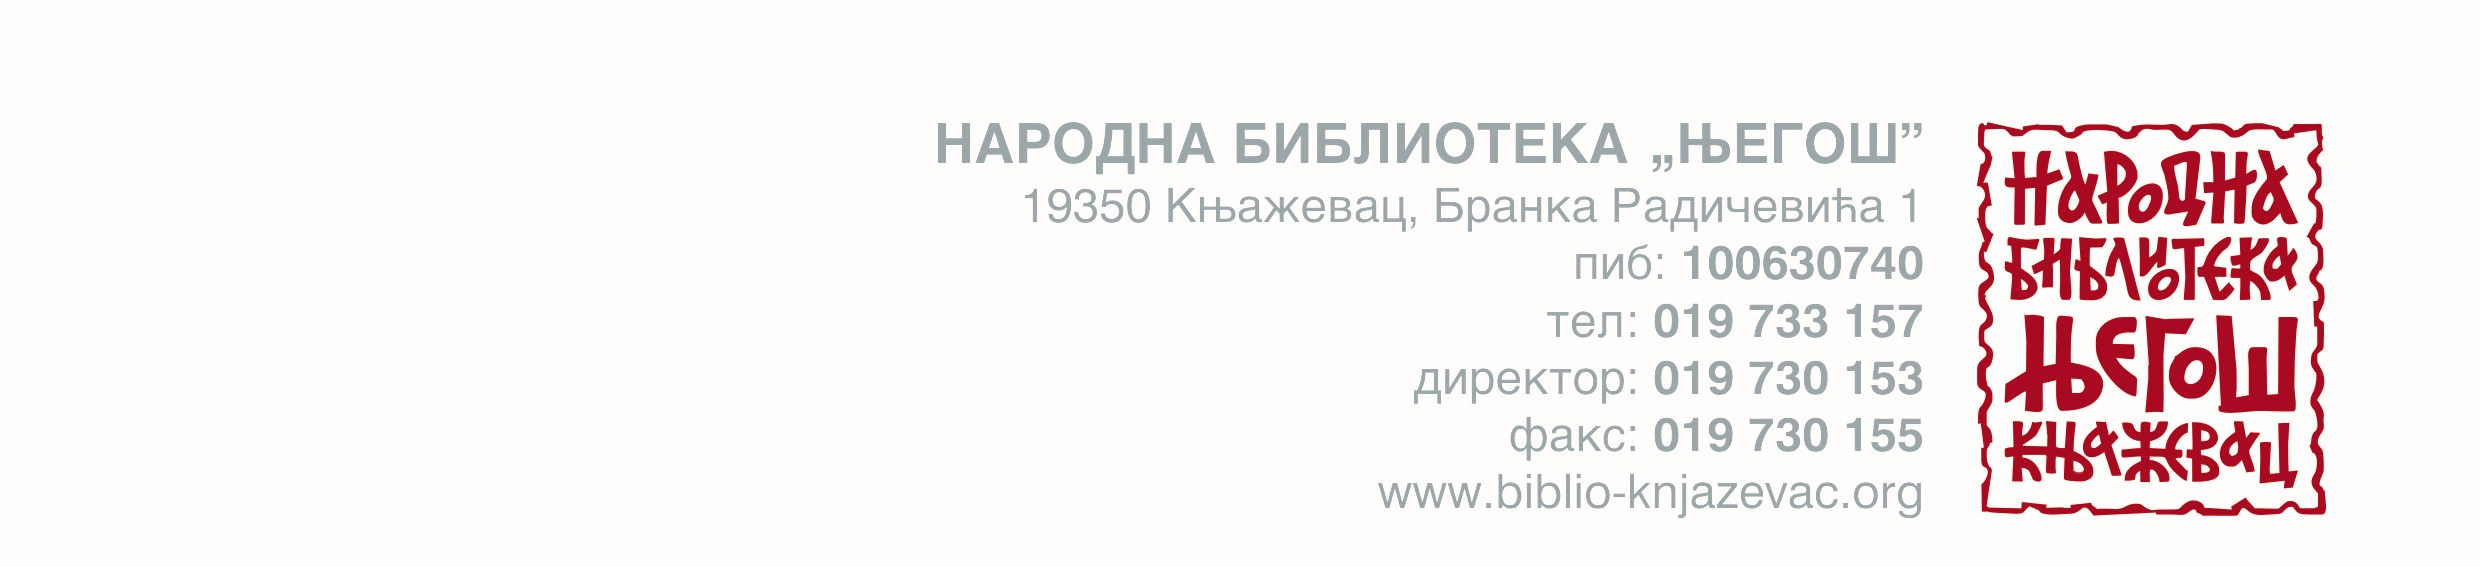 НАРОДНА БИБЛИОТЕКА „ЊЕГОШ”
19350 Књажевац, Бранка Радичевића 1
пиб: 100630740
тел: 019 733 157
директор: 019 730 153
факс: 019 730 155
www.biblio-knjazevac.org
НАРОДНА
БИБЛИОТЕКА
ЊЕГОШ
КЊАЖЕВАЦ